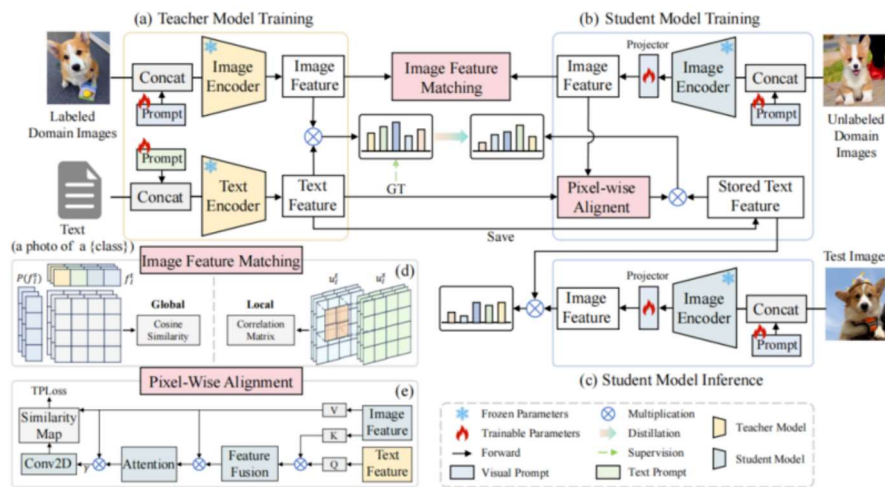 (a) Teacher Model Training
(b) Student Model Training
Labeled
Domain Images
Concat
Prompt
Image
Encoder
Image
Feature
Image Feature
Matching
Image
Feature
Projector
Image
Encoder
Concat
Prompt
Unlabeled
Domain
Images
Text
(a photo of a {class})
Prompt
Concat
Text
Encoder
Text
Feature
GT
Pixel-wise
Alignent
Stored Text
Feature
Save
Image Feature Matching
(d)
Global
Cosine
Similarity
Local
Correlation
Matrix
Image
Feature
Projector
Image
Encoder
Concat
Prompt
Test Images
(c) Student Model Inference
Pixel-Wise Alignment
(e)
TPLoss
Similarity
Map
Conv2D
γ
Attention
Feature
Fusion
V
K
Q
Image
Feature
Text
Feature
Frozen Parameters
Trainable Parameters
Forward
Visual Prompt
Multiplication
Distillation
Supervision
Text Prompt
Teacher Model
Student Model